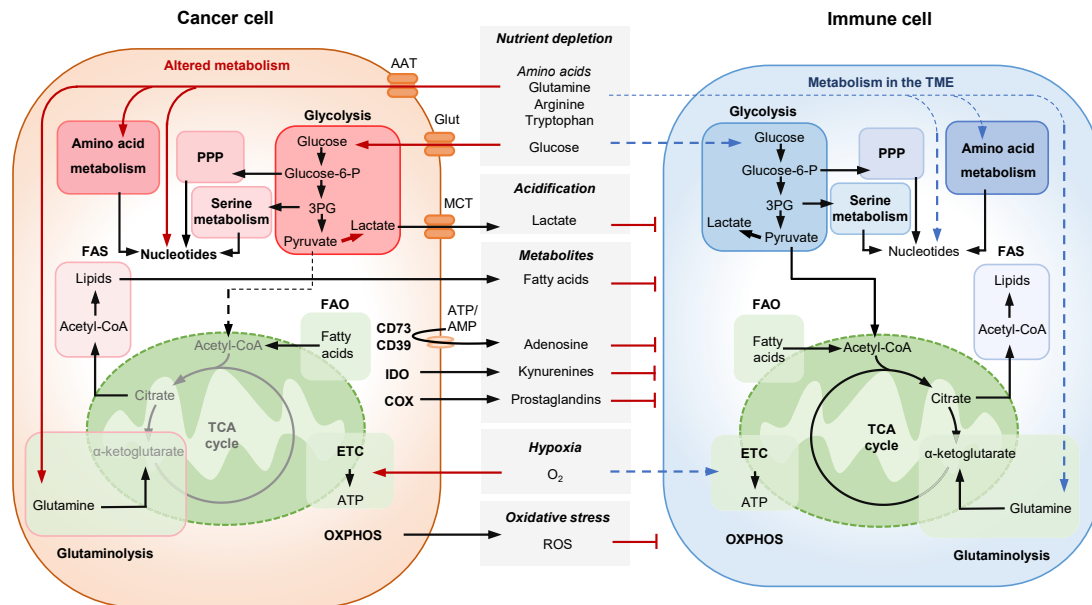 Cancer cell
Altered metabolism
AAT
Glut
MCT
Amino acid
metabolism
PPP
Serine
metabolism
Glycolysis
Glucose
Glucose-6-P
3PG
Pyruvate
Lactate
Nucleotides
FAS
Lipids
Acetyl-CoA
Citrate
Acetyl-CoA
FAO
Fatty
acids
TCA
cycle
α-ketoglutarate
Glutamine
Glutaminolysis
ETC
ATP
OXPHOS
CD73
CD39
ATP/
AMP
IDO
COX
Nutrient depletion
Amino acids
Glutamine
Arginine
Tryptophan
Glucose
Acidification
Lactate
Metabolites
Fatty acids
Adenosine
Kynurenines
Prostaglandins
Hypoxia
O2
Oxidative stress
ROS
Immune cell
Metabolism in the TME
Glycolysis
Glucose
Glucose-6-P
3PG
Lactate
Pyruvate
PPP
Serine
metabolism
Amino acid
metabolism
Nucleotides
FAS
Lipids
Acetyl-CoA
FAO
Fatty
acids
Acetyl-CoA
Citrate
TCA
cycle
α-ketoglutarate
ETC
ATP
Glutamine
OXPHOS
Glutaminolysis